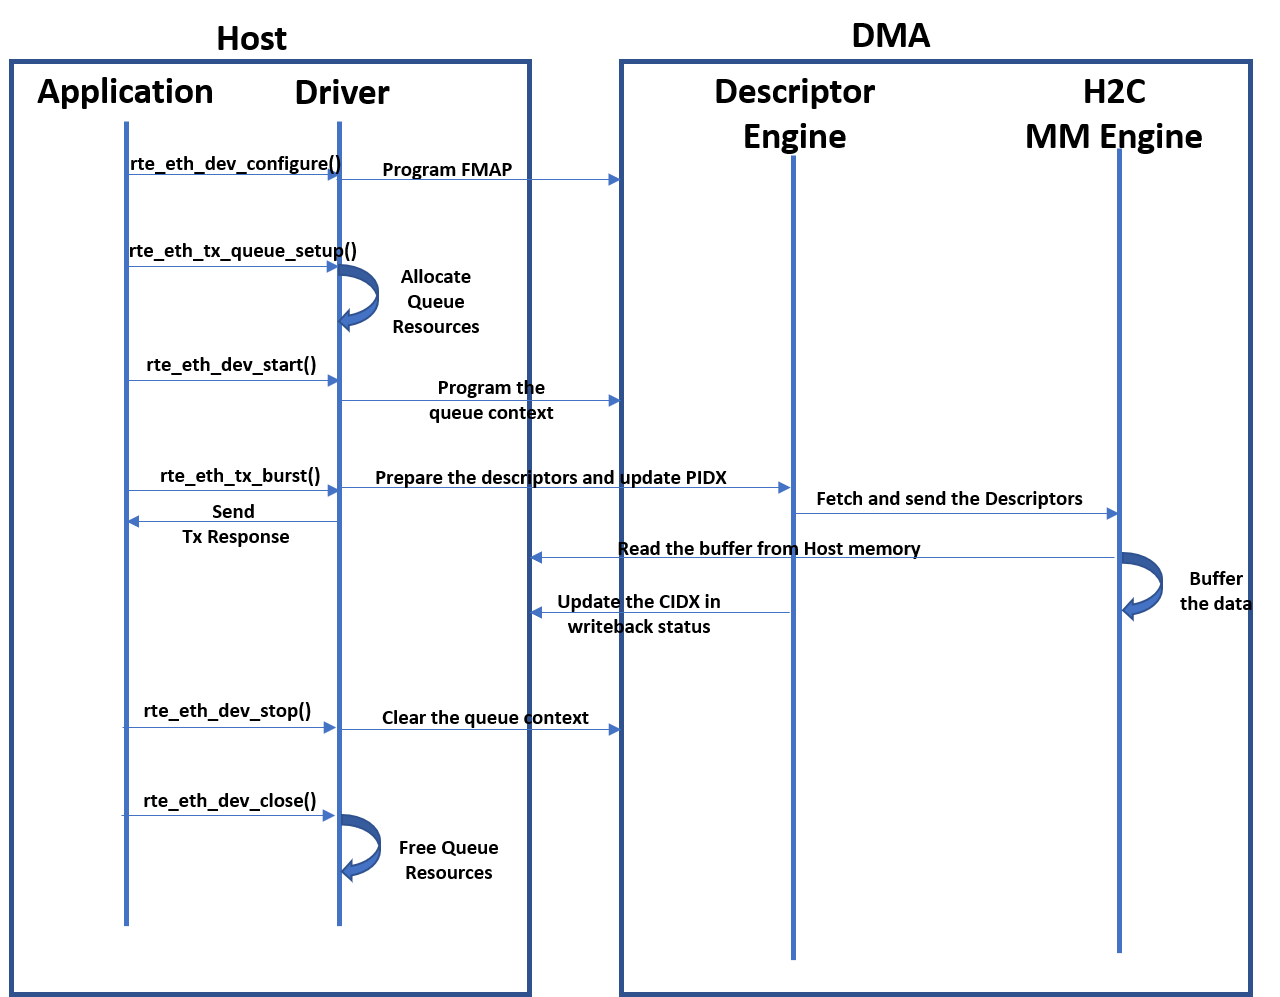 Host
DMA
Application
Driver
Descriptor
Engine
H2C
MM Engine
rte_eth_dev_configure()
Program FMAP
rte_eth_tx_queue_setup()
Allocate
Queue
Resources
rte_eth_dev_start()
Program the
queue context
rte_eth_tx_burst()
Prepare the descriptors and update PIDX
Fetch and send the Descriptors
Send
Tx Response
Read the buffer from Host memory
Buffer
the data
Update the CIDX in
writeback status
rte_eth_dev_stop()
Clear the queue context
rte_eth_dev_close()
Free Queue
Resources